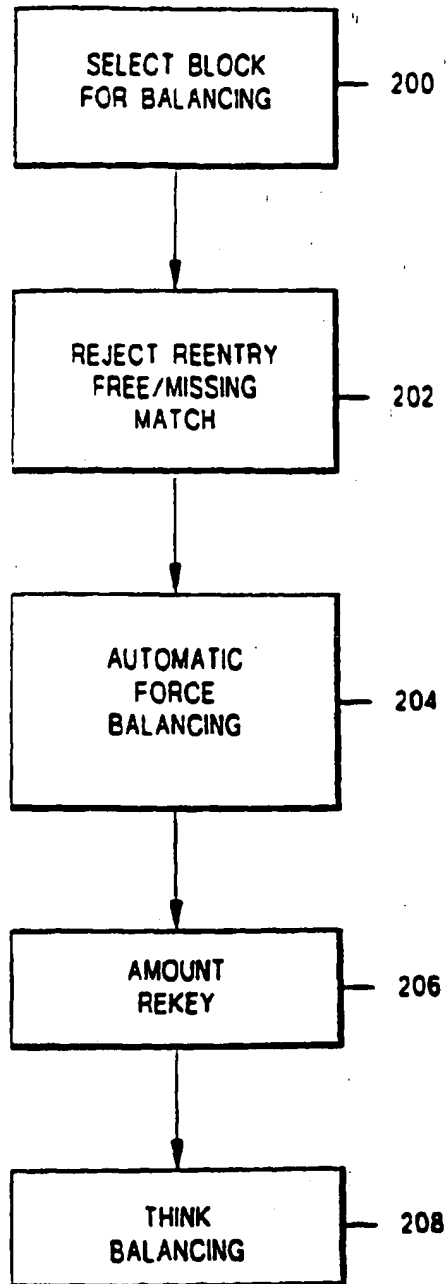 SELECT BLOCK
FOR BALANCING
200
REJECT REENTRY
FREE/MISSING
MATCH
202
AUTOMATIC
FORCE
BALANCING
204
AMOUNT
REKEY
206
THINK
BALANCING
208